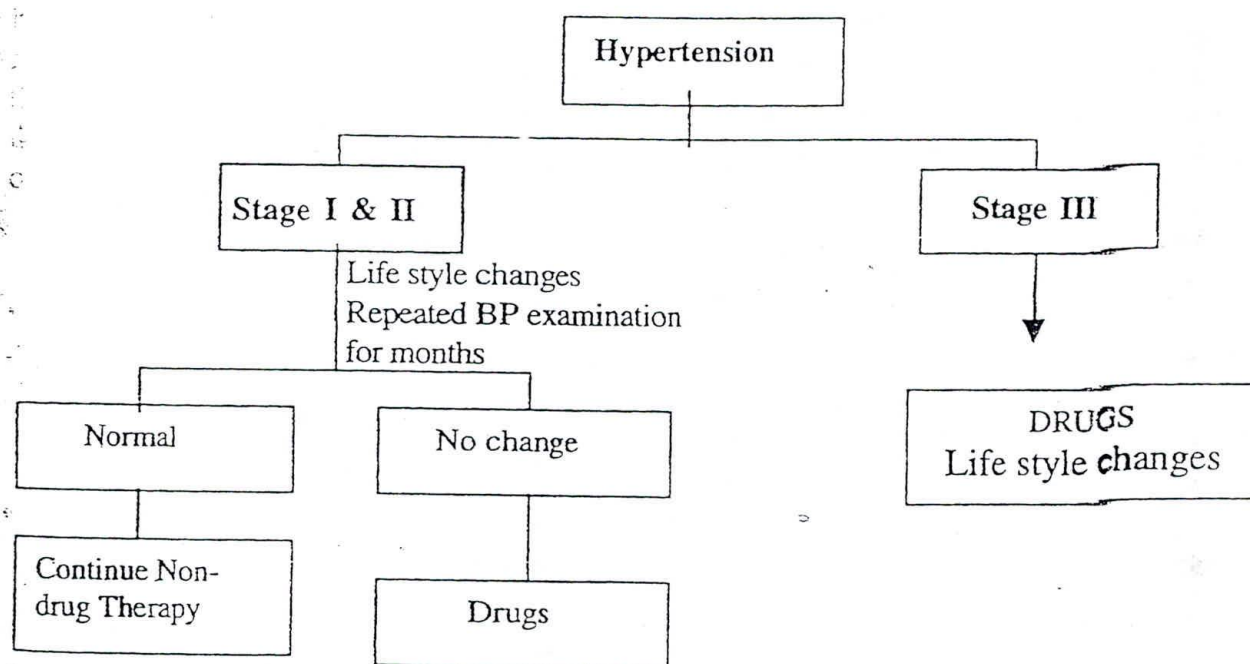 Hypertension
Stage I & II
Stage III
Life style changes
Repeated BP examination
for months
Normal
No change
DRUGS
Life style changes
Continue Non-
drug Therapy
Drugs